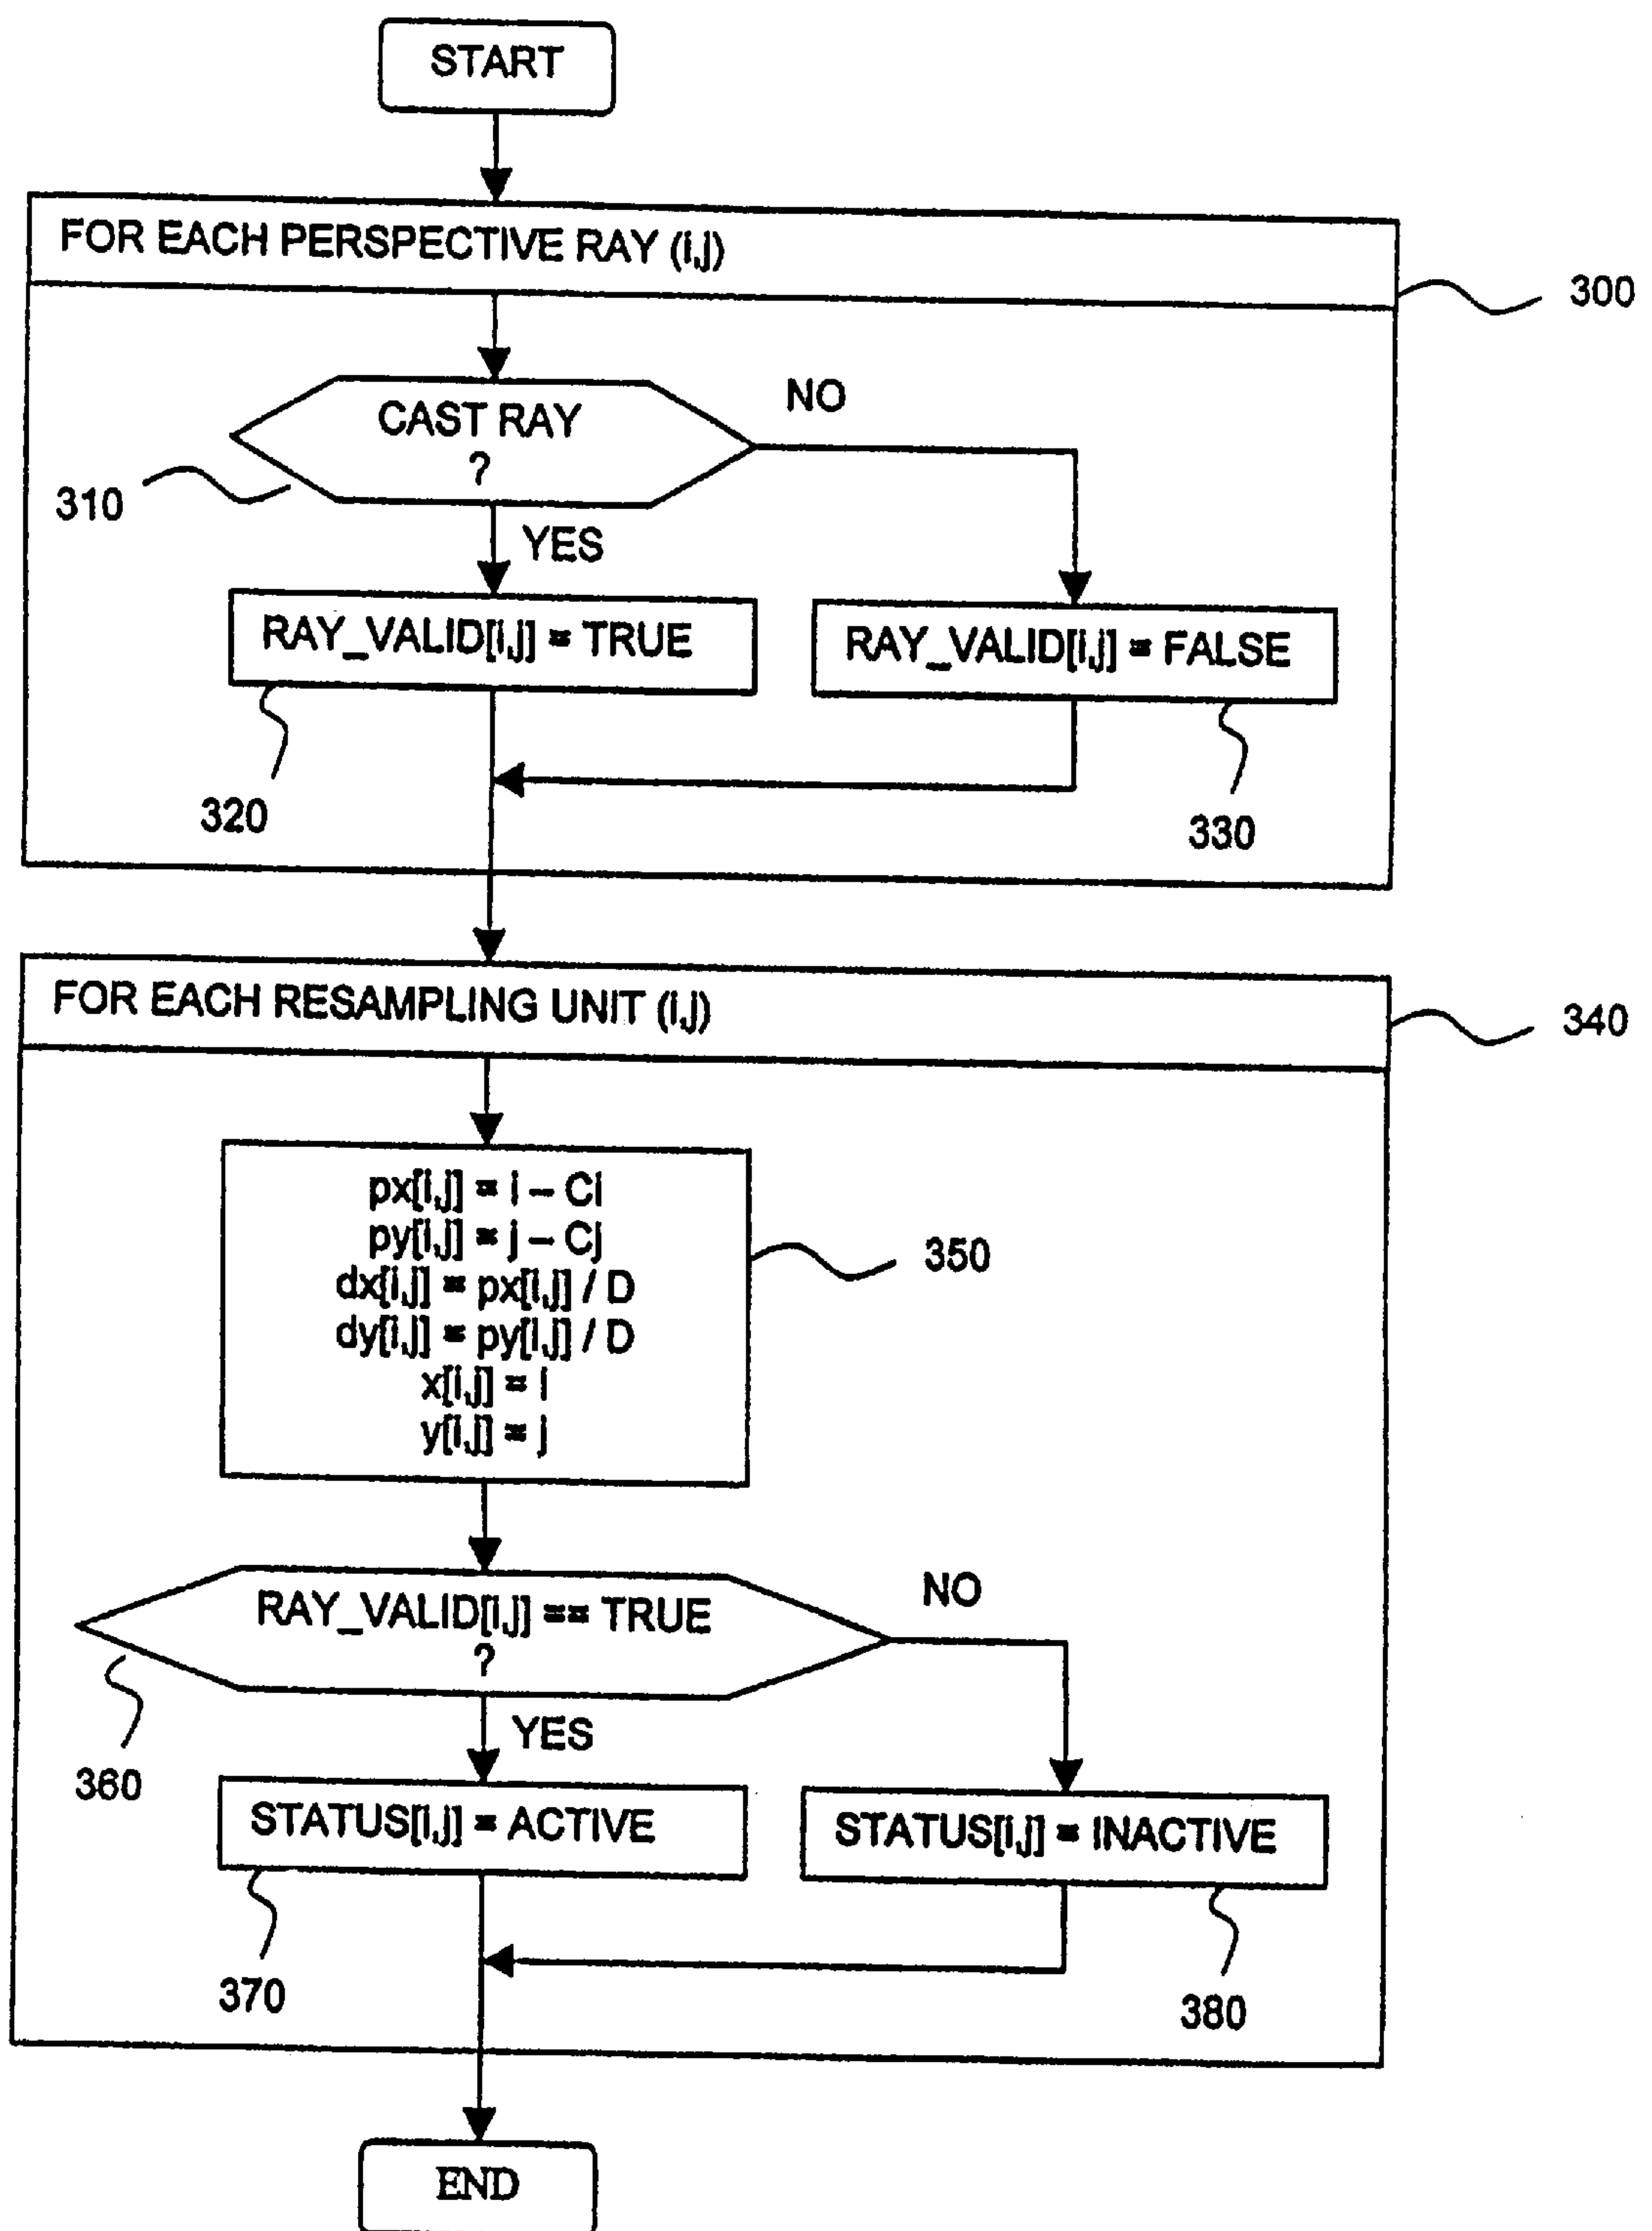 START
FOR EACH PERSPECTIVE RAY (i,j)
300
CAST RAY
?
NO
310
YES
RAY_VALID[i,j] = TRUE
RAY_VALID[i,j] = FALSE
320
330
FOR EACH RESAMPLING UNIT (i,j)
340
px[i,j] = i – Ci
py[i,j] = j – Cj
dx[i,j] = px[i,j] / D
dy[i,j] = py[i,j] / D
x[i,j] = i
y[i,j] = j
350
RAY_VALID[i,j] == TRUE
?
NO
360
YES
STATUS[i,j] = ACTIVE
STATUS[i,j] = INACTIVE
370
380
END